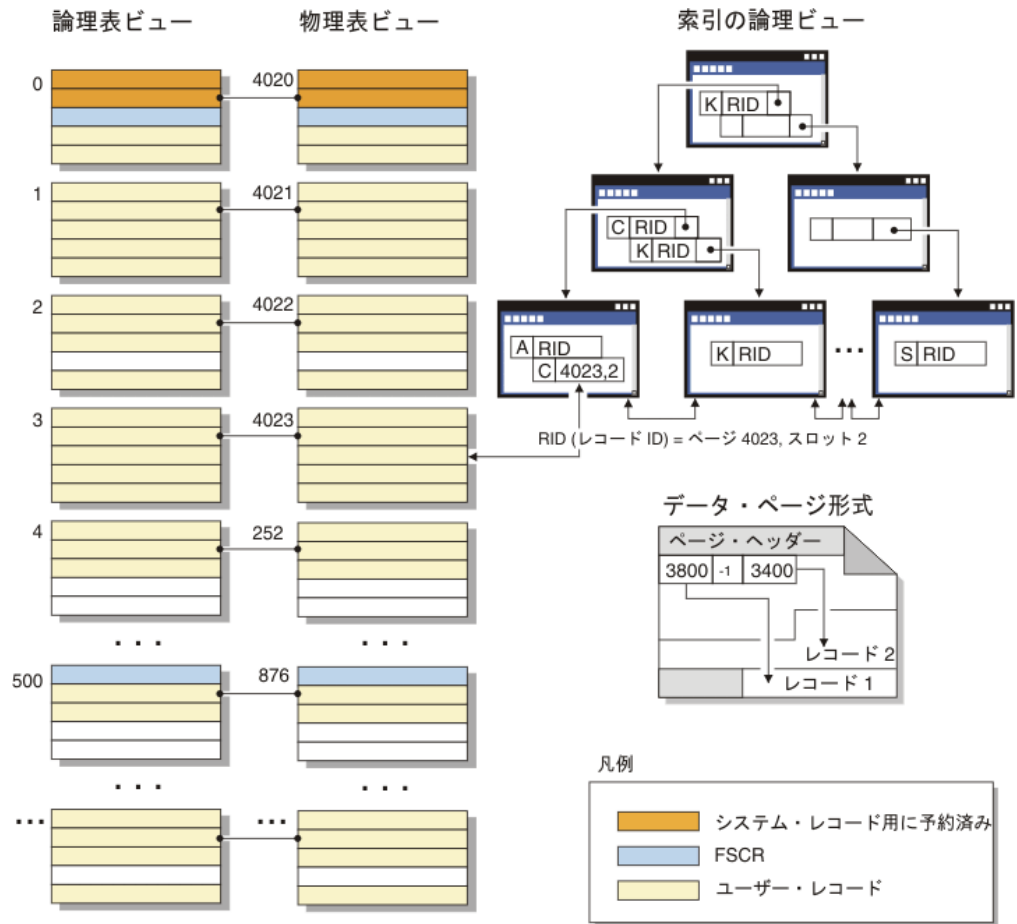 論理表ビュー
物理表ビュー
索引の論理ビュー
0
4020
1
4021
2
4022
3
4023
4
252
...
...
500
876
...
...
...
...
K RID
C RID
K RID
A RID
C 4023,2
K RID
...
S RID
RID (レコード ID) = ページ 4023, スロット 2
データ・ページ形式
ページ・ヘッダー
3800 -1 3400
レコード 2
レコード 1
凡例
システム・レコード用に予約済み
FSCR
ユーザー・レコード